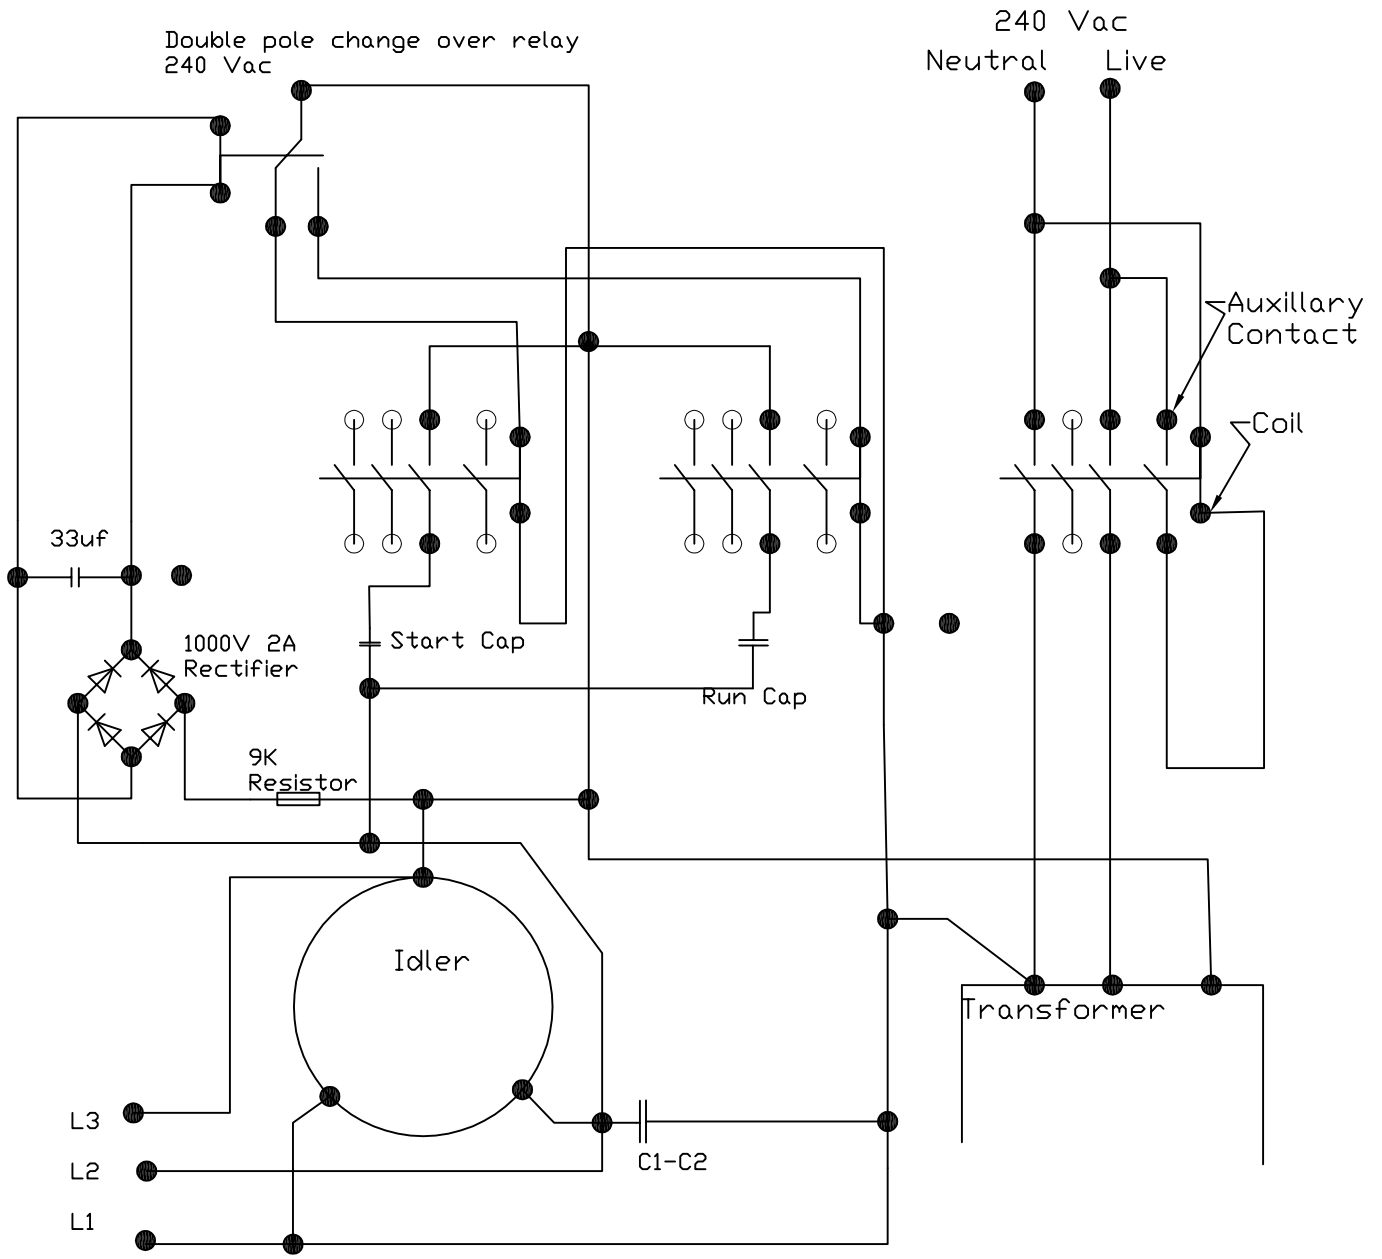 240 Vac
Neutral Live
Double pole change over relay
240 Vac
Auxillary
Contact
Coil
33uf
1000V 2A
Rectifier
Start Cap
Run Cap
9K
Resistor
Idler
Transformer
L3
L2
C1-C2
L1